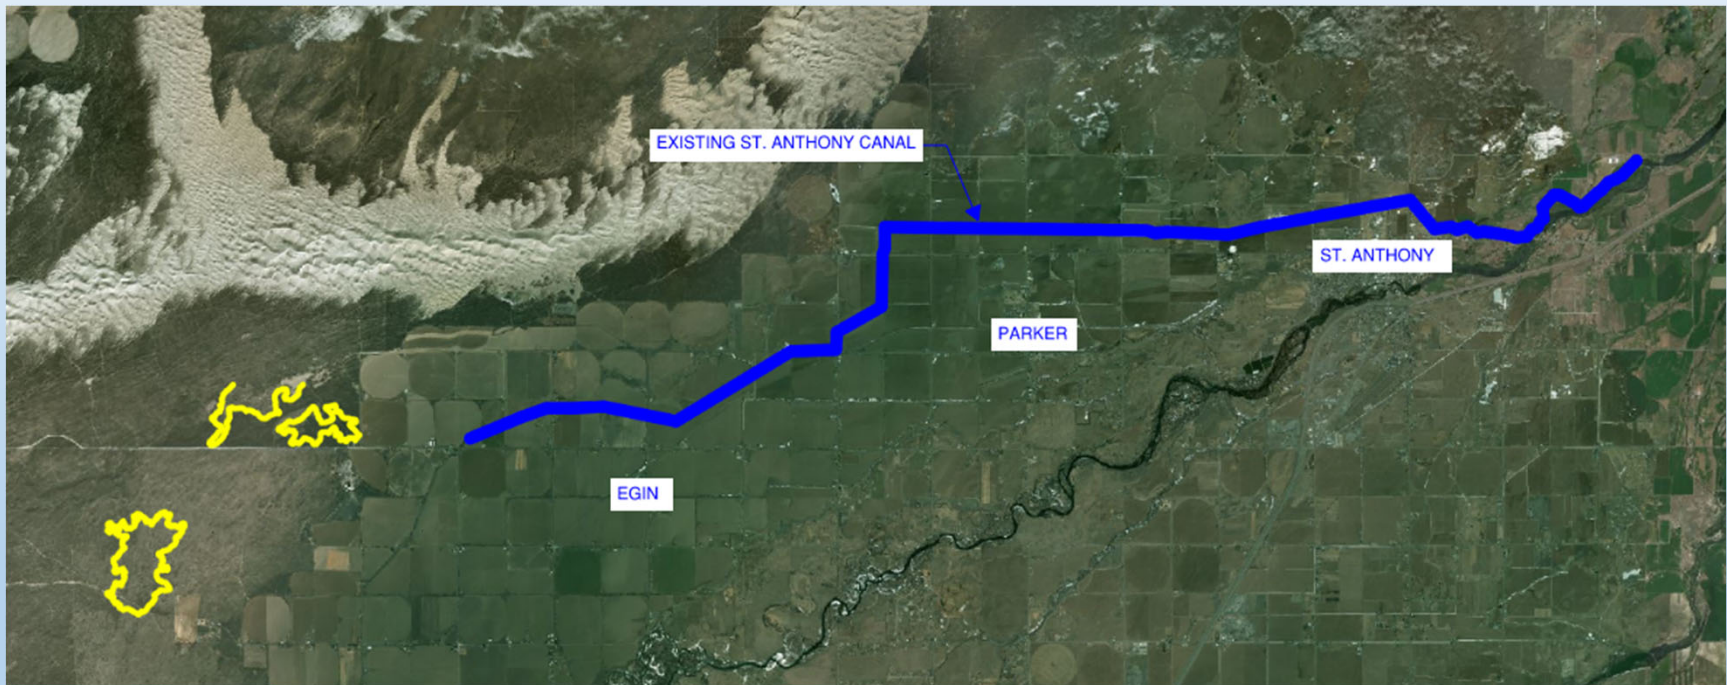 EXISTING ST. ANTHONY CANAL
ST. ANTHONY
PARKER
EGIN